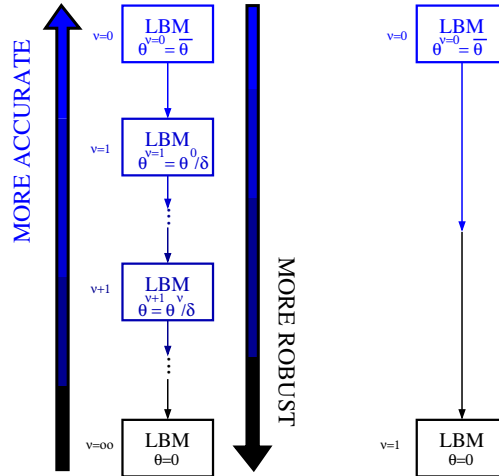 MORE ACCURATE
ν=0
LBM
θ^ν=0 = θ̅
ν=1
LBM
θ^ν=1 = θ^0/δ
⋮
ν+1
LBM
θ^ν+1 = θ^ν/δ
⋮
ν=∞
LBM
θ=0
MORE ROBUST
ν=0
LBM
θ^ν=0 = θ̅
ν=1
LBM
θ=0